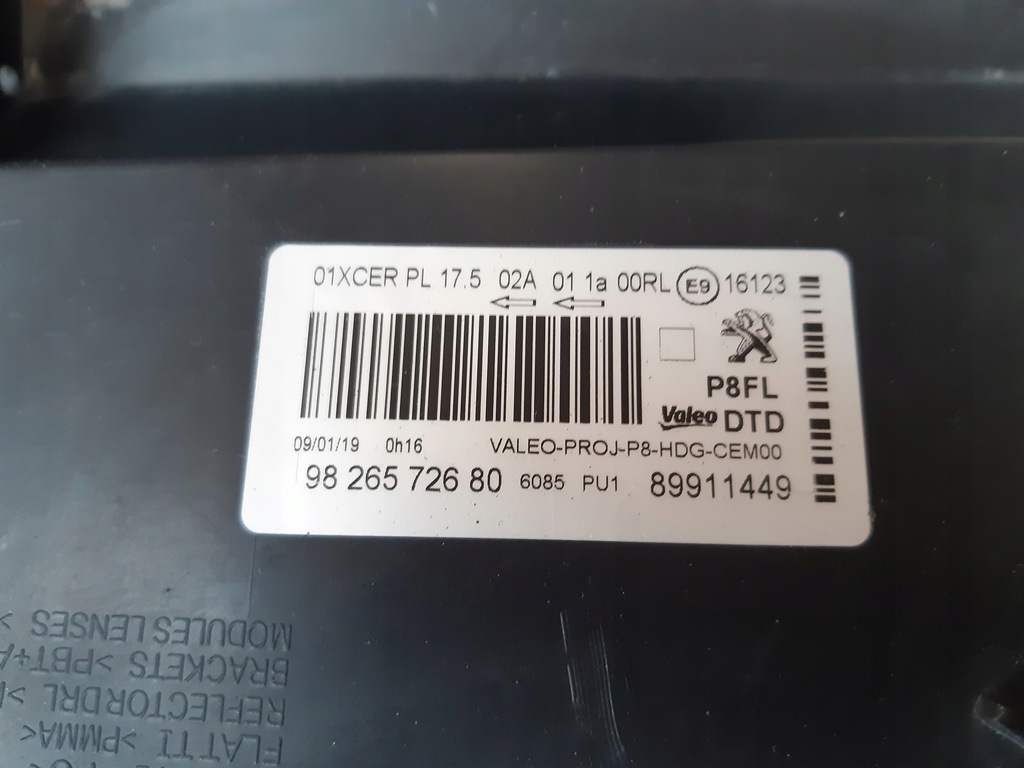 01XCER PL 17.5 02A 01 1a 00RL E9 16123
P8FL
Valeo DTD
09/01/19 0h16 VALEO-PROJ-P8-HDG-CEM00
98 265 726 80 6085 PU1 89911449
FLATTI >PMMA<
REFLECTOR DRL >
BRACKETS >PBT+
MODULES LENSES >